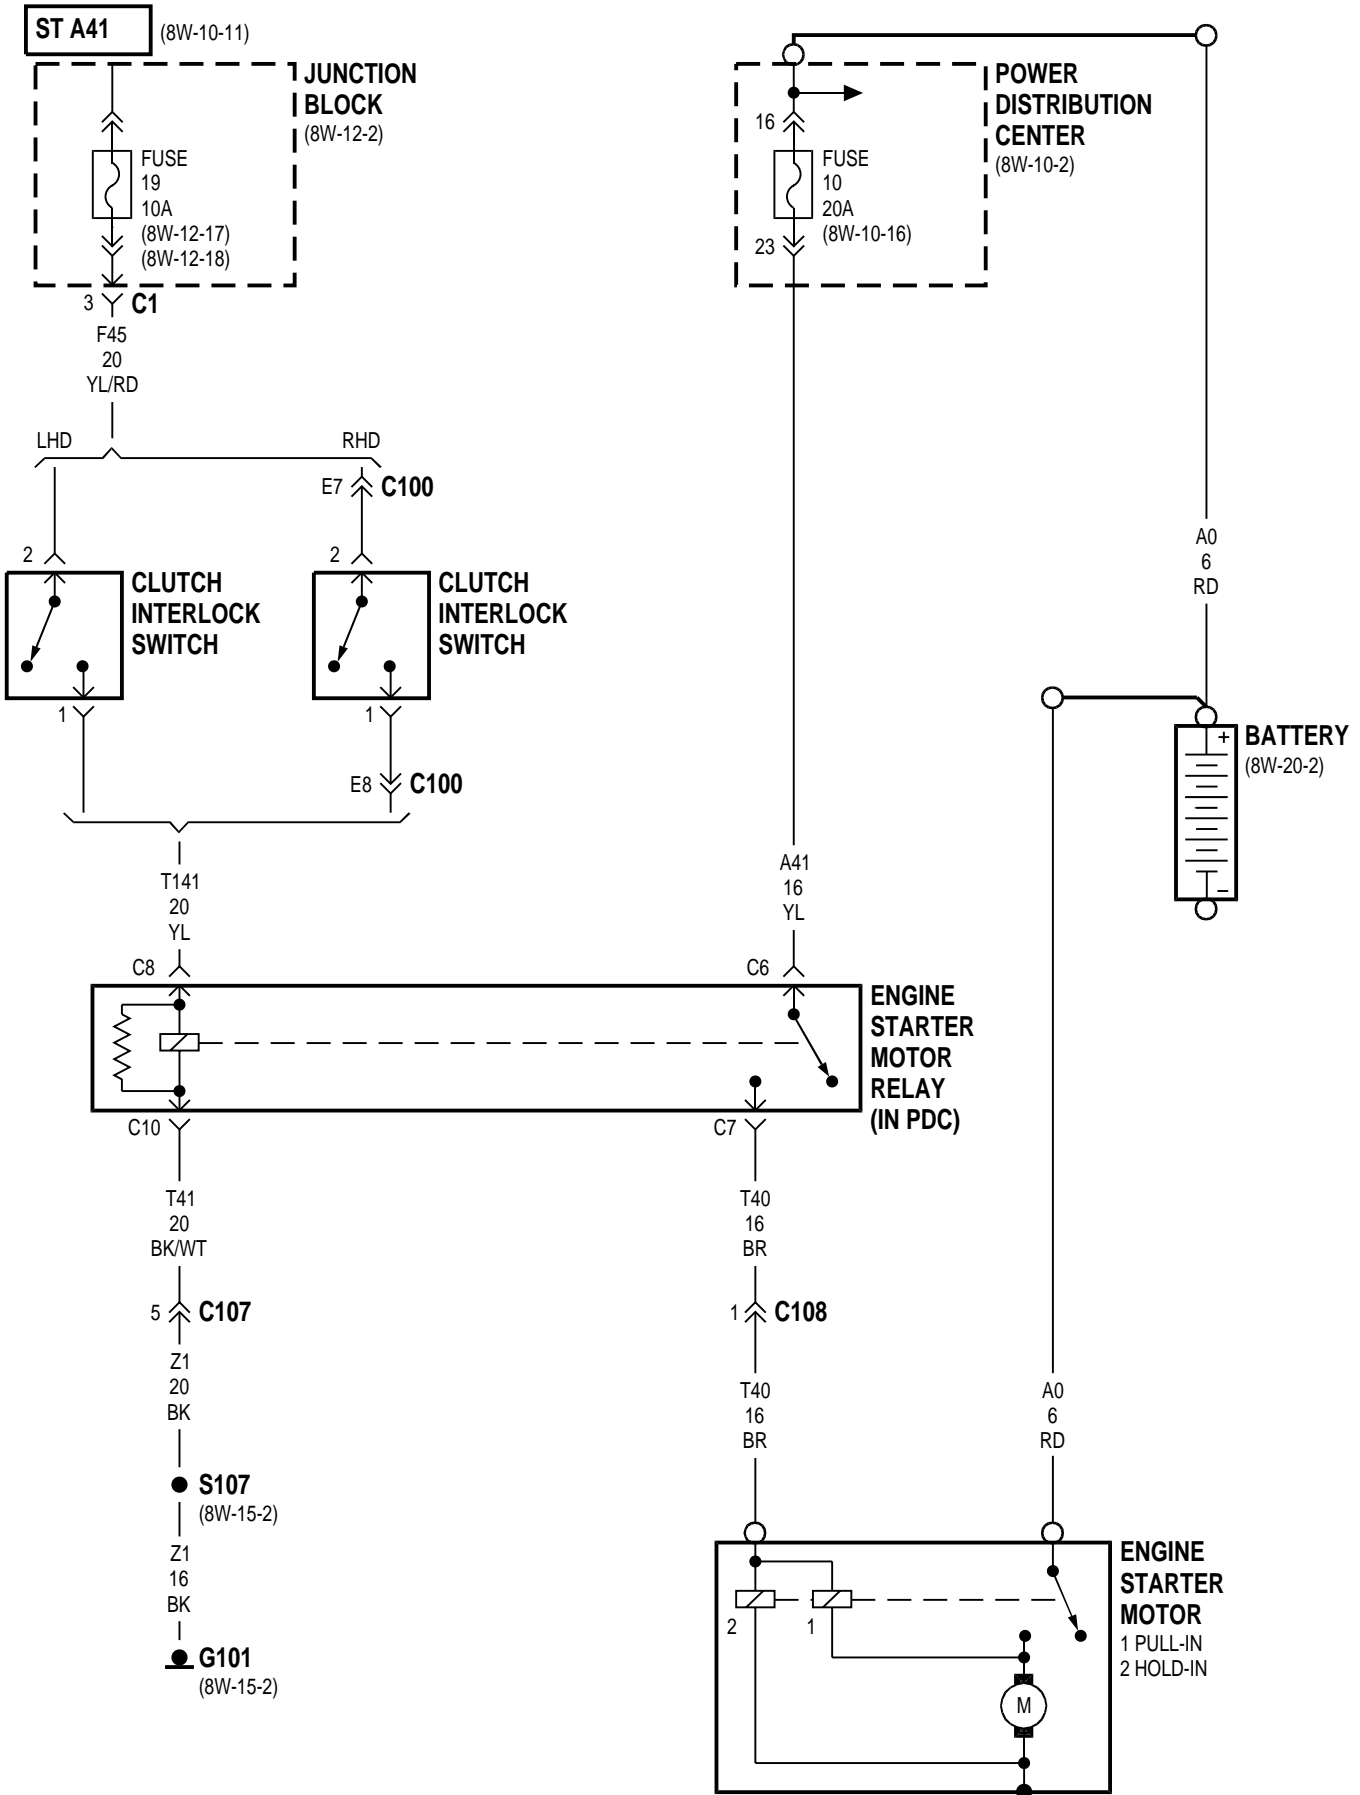 ST A41
(8W-10-11)
JUNCTION
BLOCK
(8W-12-2)
FUSE
19
10A
(8W-12-17)
(8W-12-18)
3
C1
F45
20
YL/RD
LHD
RHD
E7
C100
2
CLUTCH
INTERLOCK
SWITCH
1
2
CLUTCH
INTERLOCK
SWITCH
1
E8
C100
T141
20
YL
POWER
DISTRIBUTION
CENTER
(8W-10-2)
16
FUSE
10
20A
(8W-10-16)
23
A41
16
YL
A0
6
RD
+
BATTERY
(8W-20-2)
–
C8
C6
ENGINE
STARTER
MOTOR
RELAY
(IN PDC)
C10
C7
T41
20
BK/WT
5
C107
Z1
20
BK
S107
(8W-15-2)
Z1
16
BK
G101
(8W-15-2)
T40
16
BR
1
C108
T40
16
BR
A0
6
RD
2
1
M
ENGINE
STARTER
MOTOR
1 PULL-IN
2 HOLD-IN